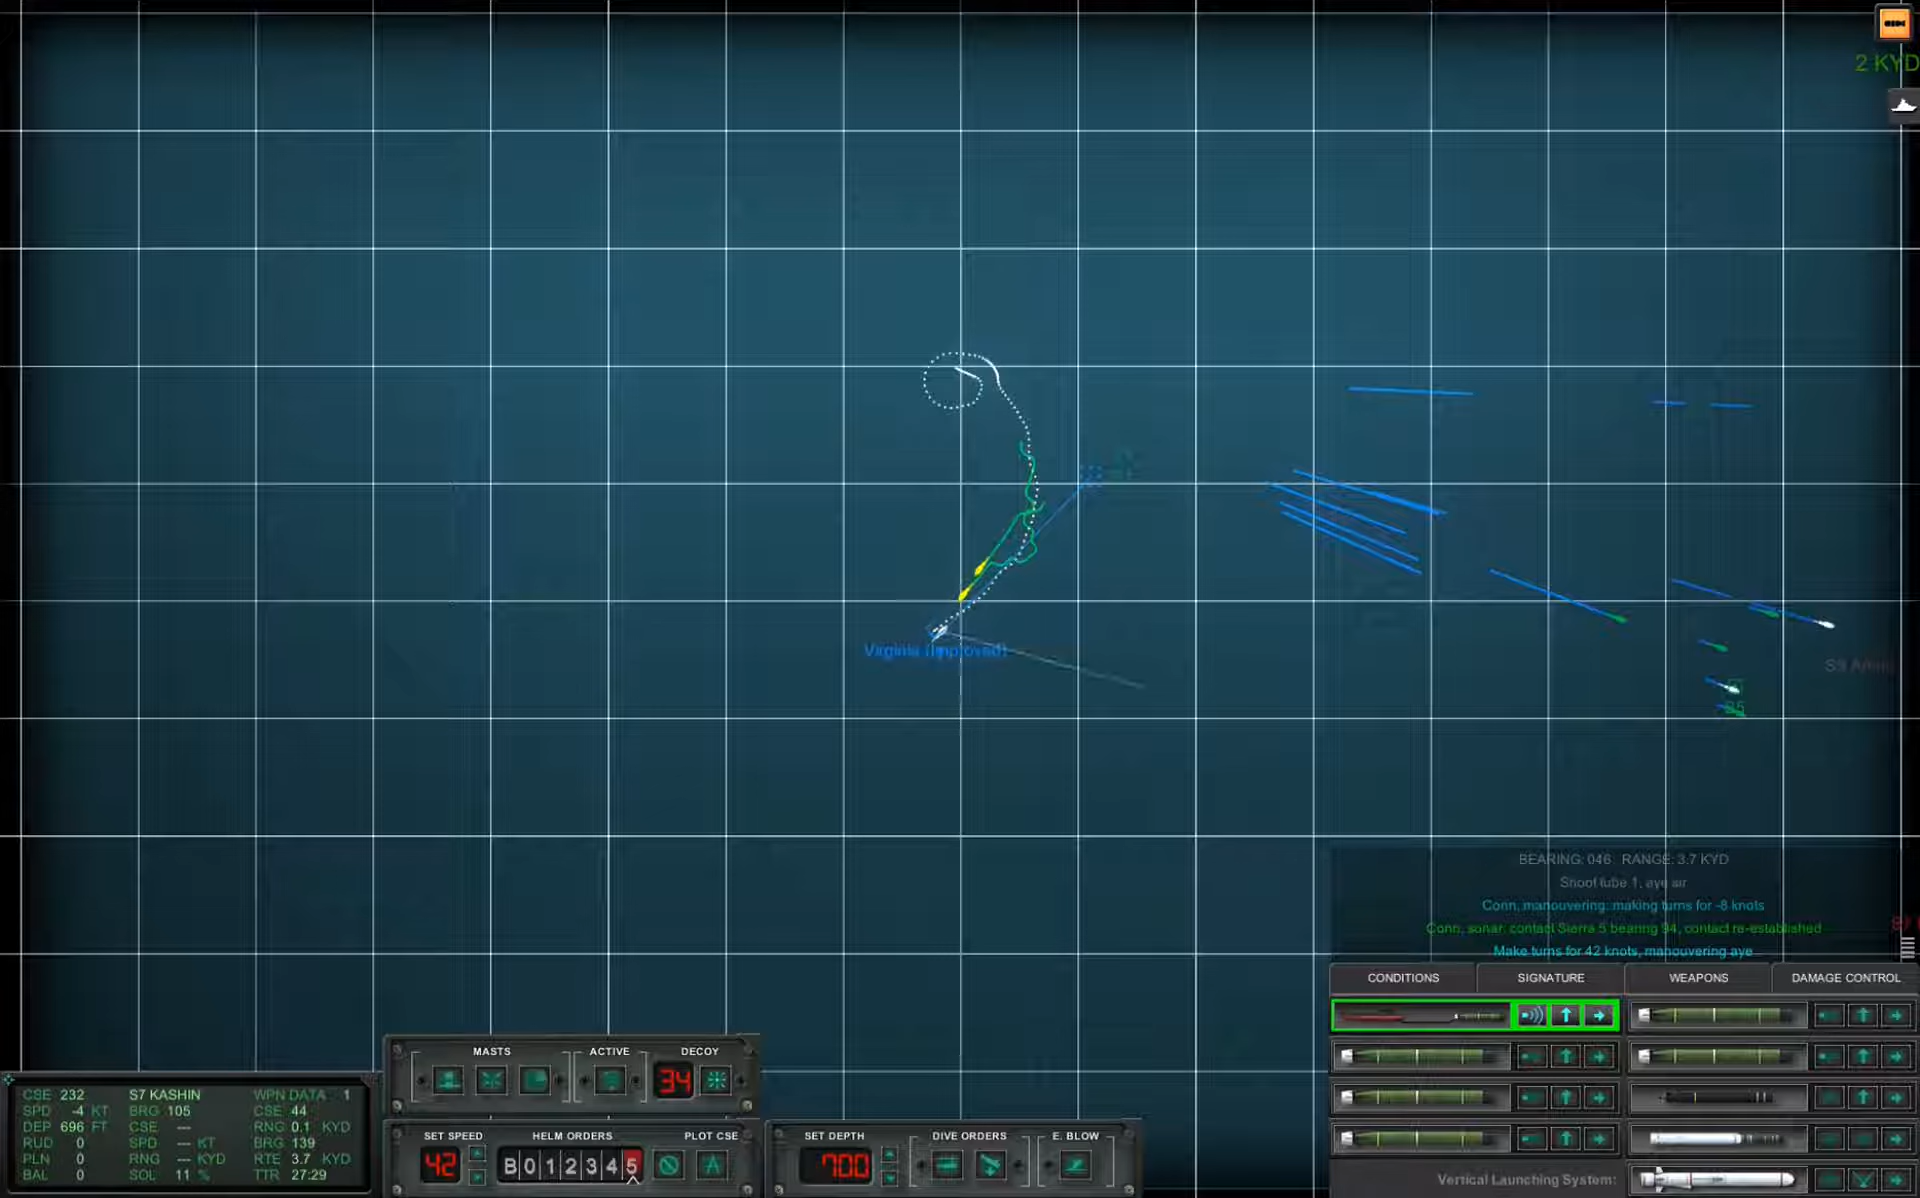 2 KYD
Virginia (Improved)
S5
BEARING: 046 RANGE: 3.7 KYD
Shoot tube 1, aye sir
Conn, manouvering: making turns for -8 knots
Conn, sonar: contact Sierra 5 bearing 94, contact re-established
Make turns for 42 knots, manouvering aye
CONDITIONS SIGNATURE WEAPONS DAMAGE CONTROL
Vertical Launching System:
MASTS ACTIVE DECOY
34
SET SPEED HELM ORDERS PLOT CSE
42 B 0 1 2 3 4 5
SET DEPTH DIVE ORDERS E. BLOW
700
CSE 232 S7 KASHIN WPN DATA 1
SPD -4 KT BRG 105 CSE 44
DEP 696 FT CSE --- RNG 0.1 KYD
RUD 0 SPD --- KT BRG 139
PLN 0 RNG --- KYD RTE 3.7 KYD
BAL 0 SOL 11 % TTR 27:29